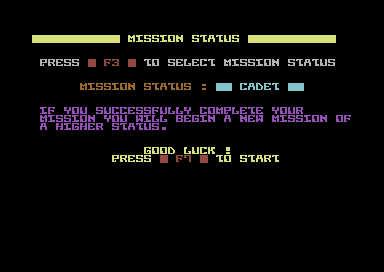 MISSION STATUS
PRESS F3 TO SELECT MISSION STATUS
MISSION STATUS : CADET
IF YOU SUCCESSFULLY COMPLETE YOUR
MISSION YOU WILL BEGIN A NEW MISSION OF
A HIGHER STATUS.
GOOD LUCK !
PRESS F7 TO START